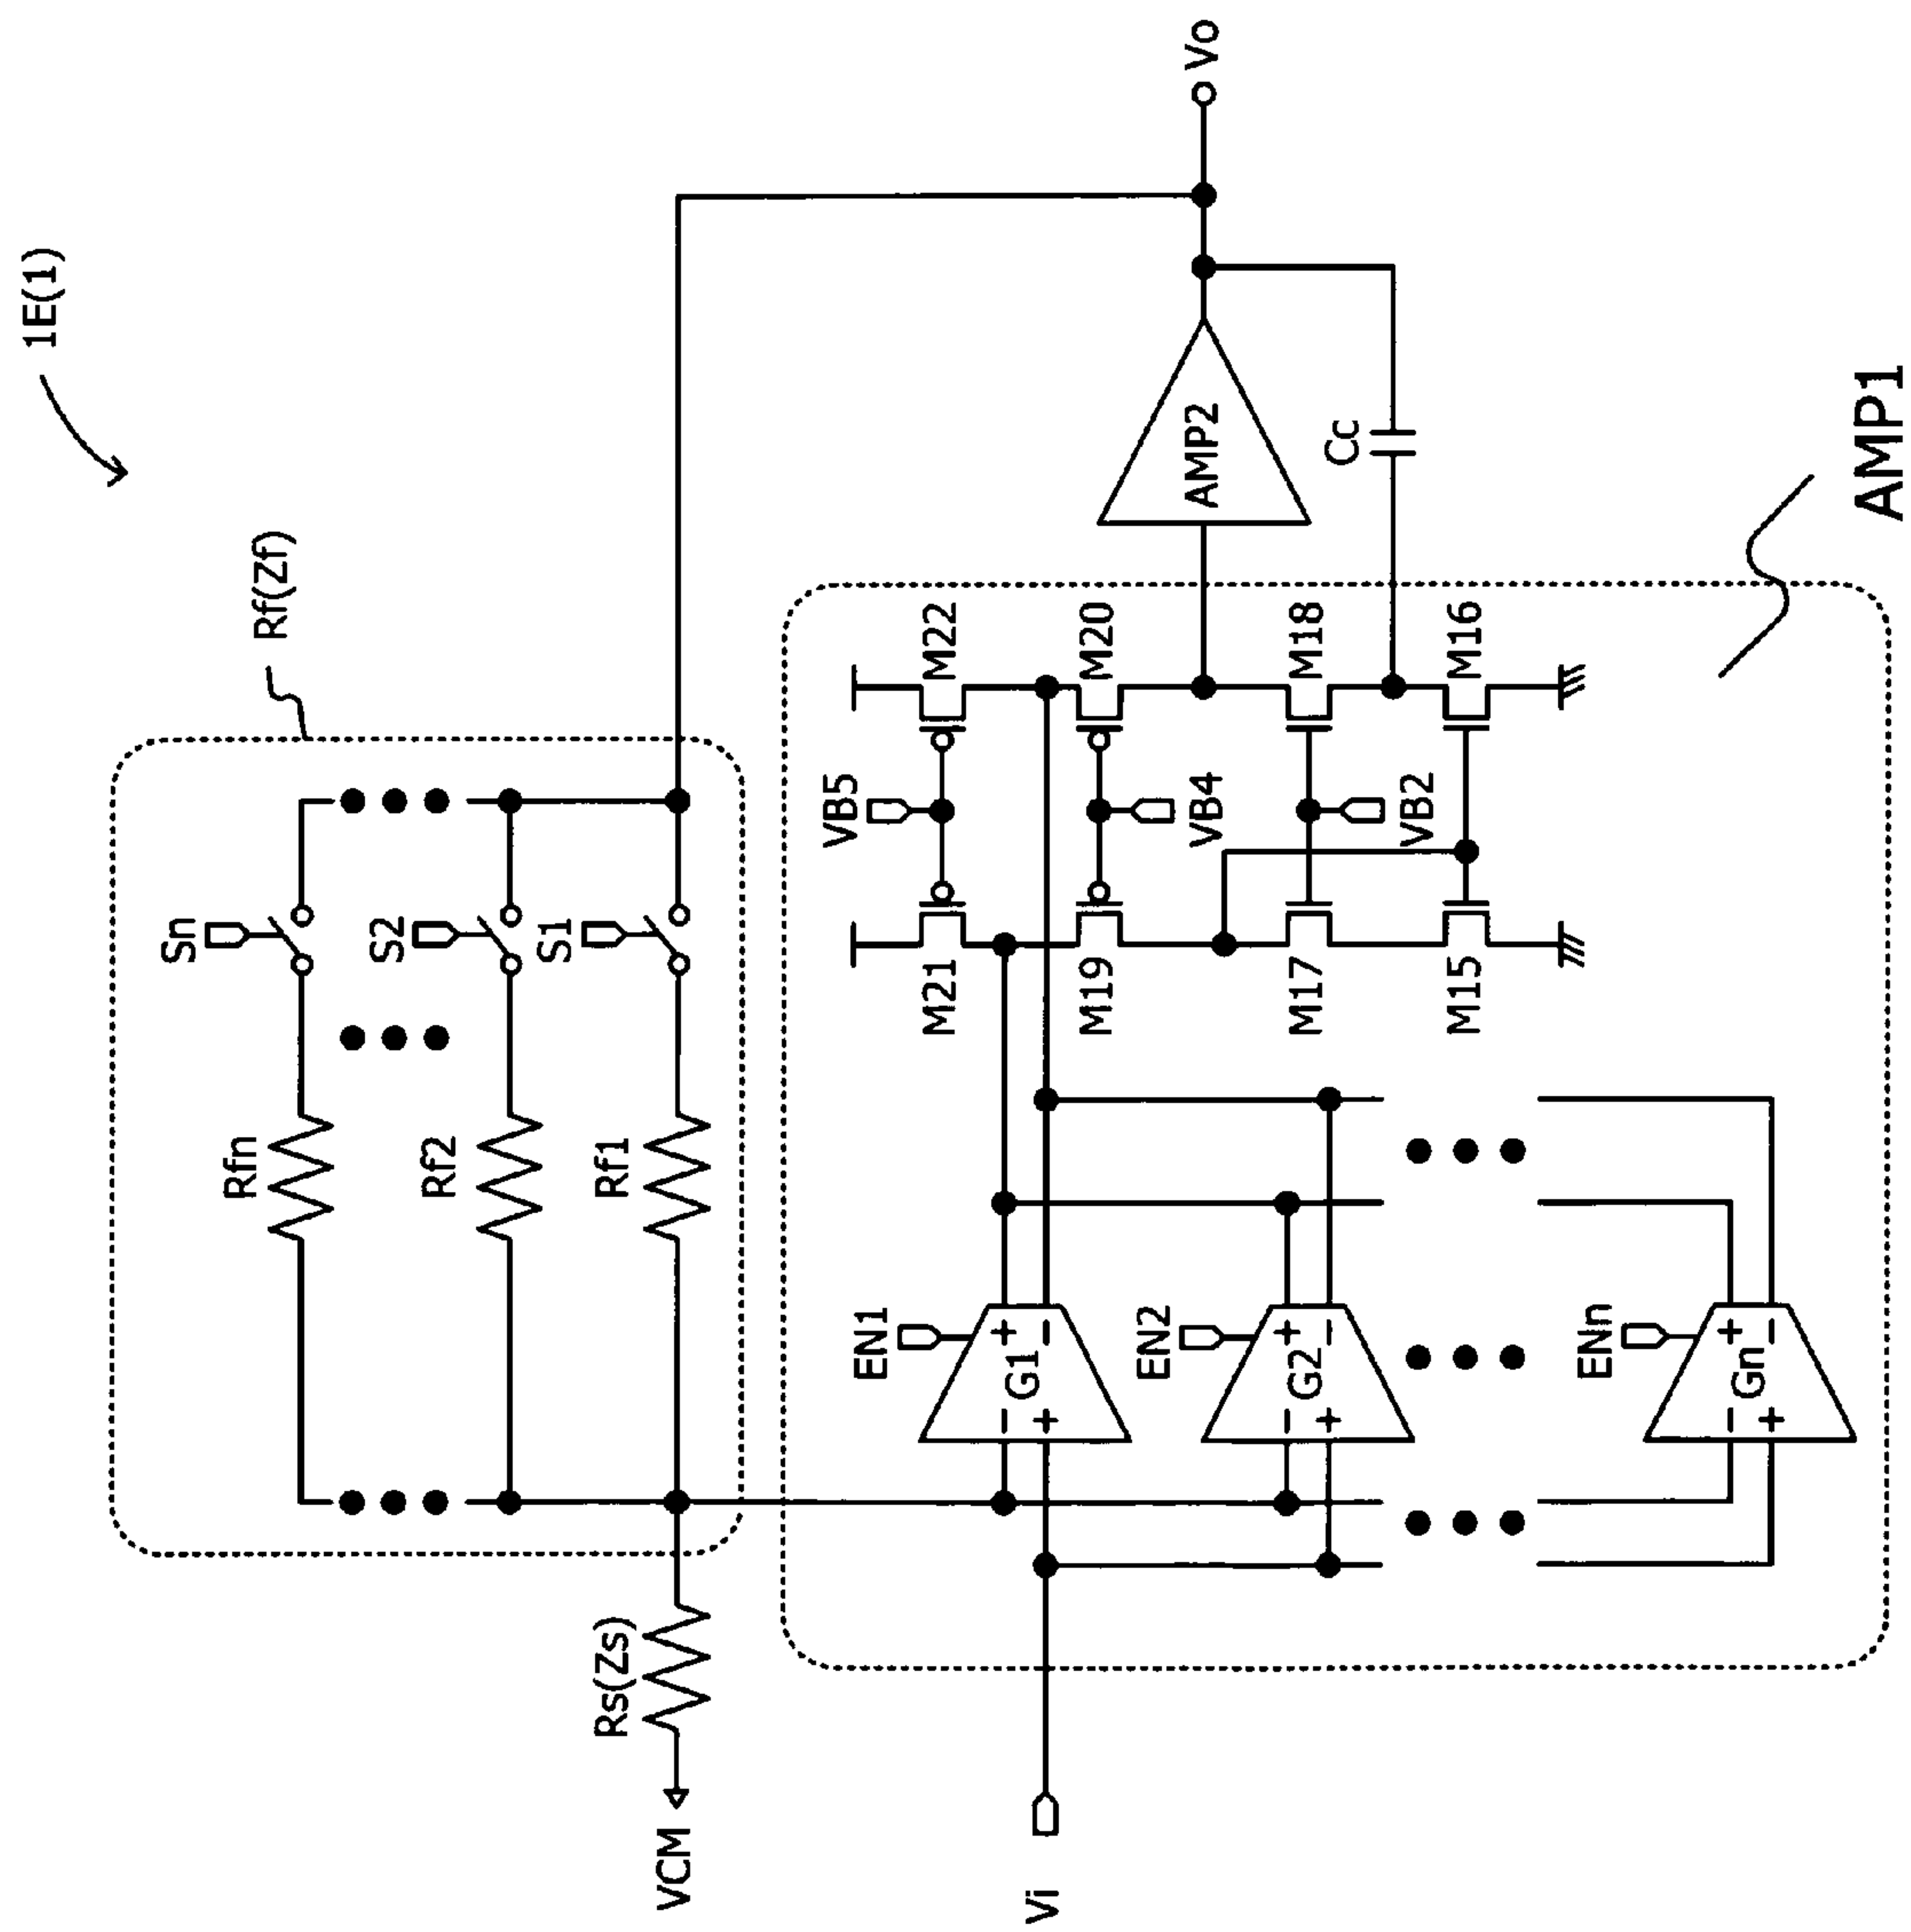 1E(1)
Rf(Zf)
Rfn
Sn
Rf2
S2
Rf1
S1
VCM
Rs(Zs)
Vi
EN1
- +
G1
+ -
EN2
- +
G2
+ -
ENn
- +
Gn
+ -
VB5
M21
M22
M19
M20
VB4
M17
M18
VB2
M15
M16
AMP2
Cc
Vo
AMP1